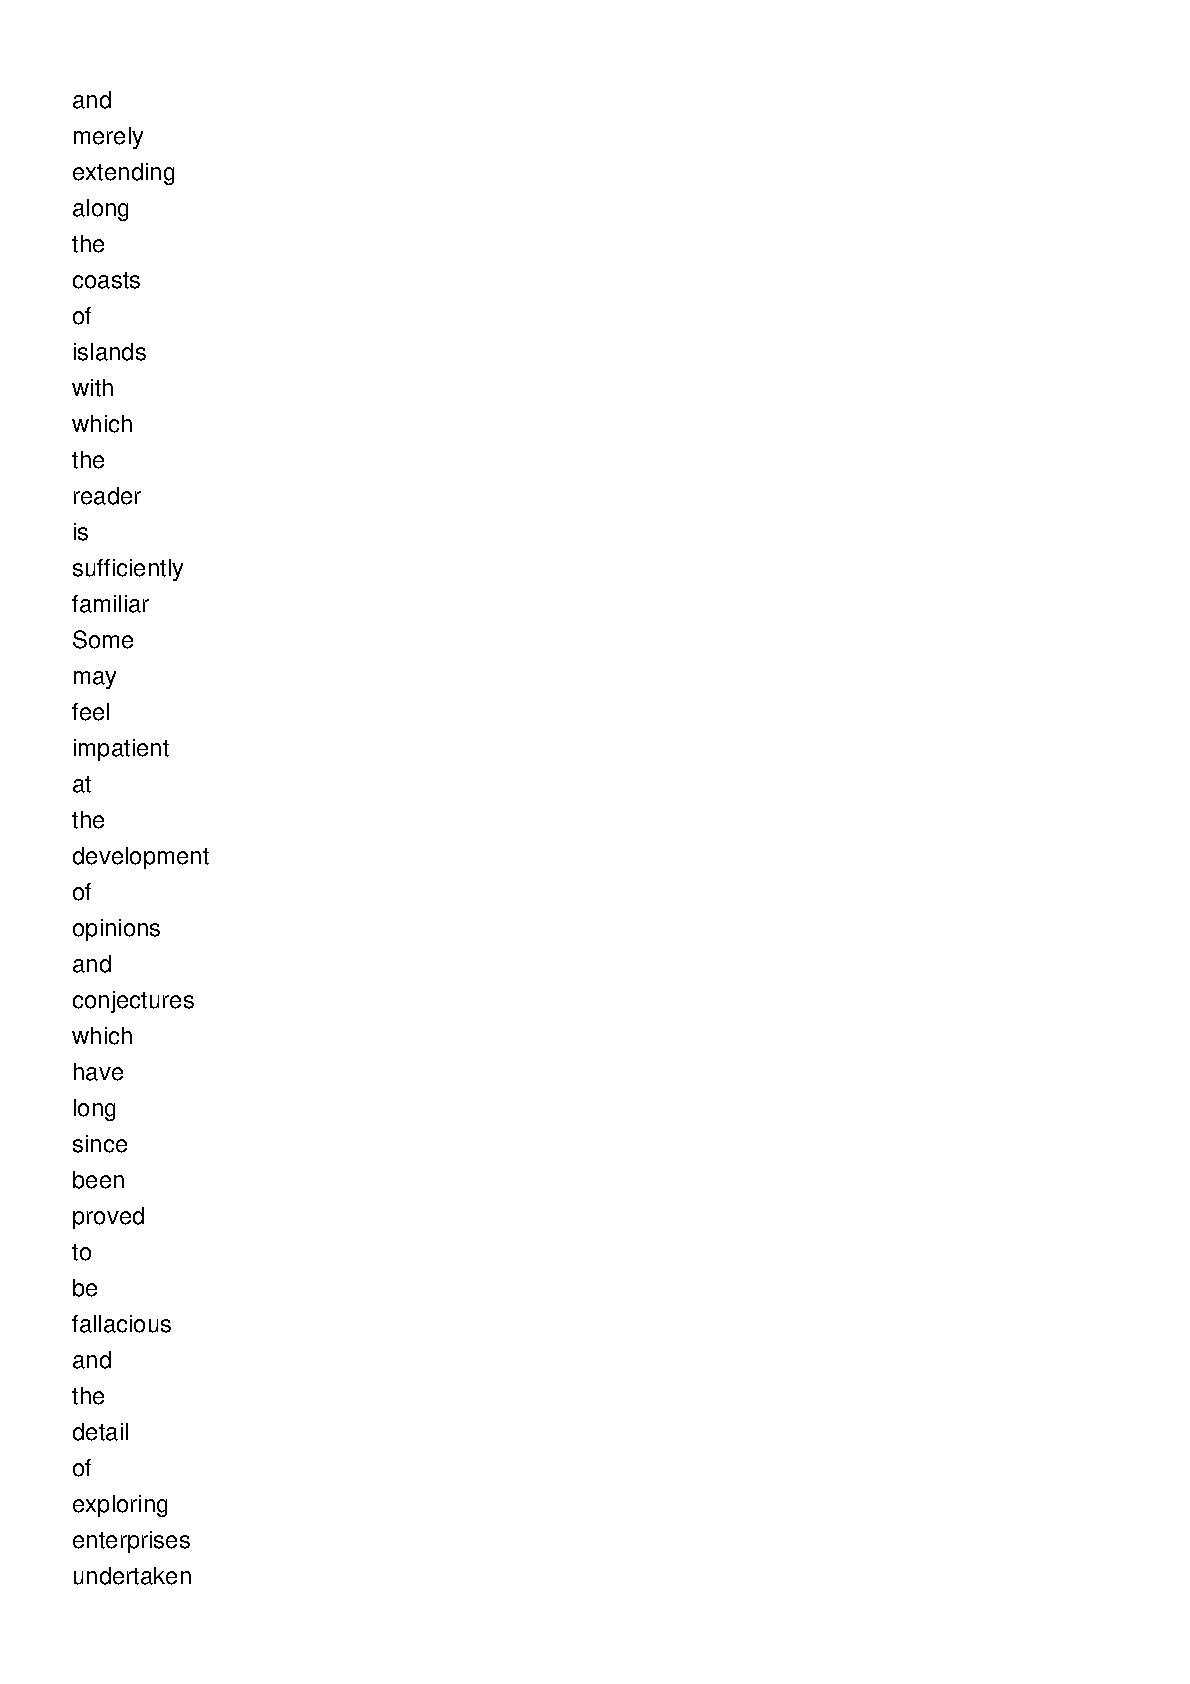 and
merely
extending
along
the
coasts
of
islands
with
which
the
reader
is
sufficiently
familiar
Some
may
feel
impatient
at
the
development
of
opinions
and
conjectures
which
have
long
since
been
proved
to
be
fallacious
and
the
detail
of
exploring
enterprises
undertaken